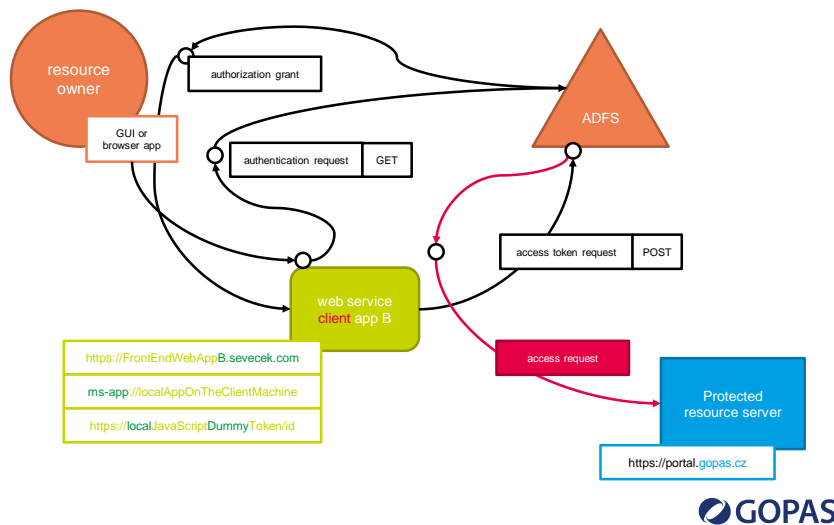 resource
owner
authorization grant
ADFS
GUI or
browser app
authentication request
GET
access token request
POST
web service
client app B
access request
https://FrontEndWebAppB.sevecek.com
ms-app://localAppOnTheClientMachine
https://localJavaScriptDummyToken/id
Protected
resource server
https://portal.gopas.cz
GOPAS